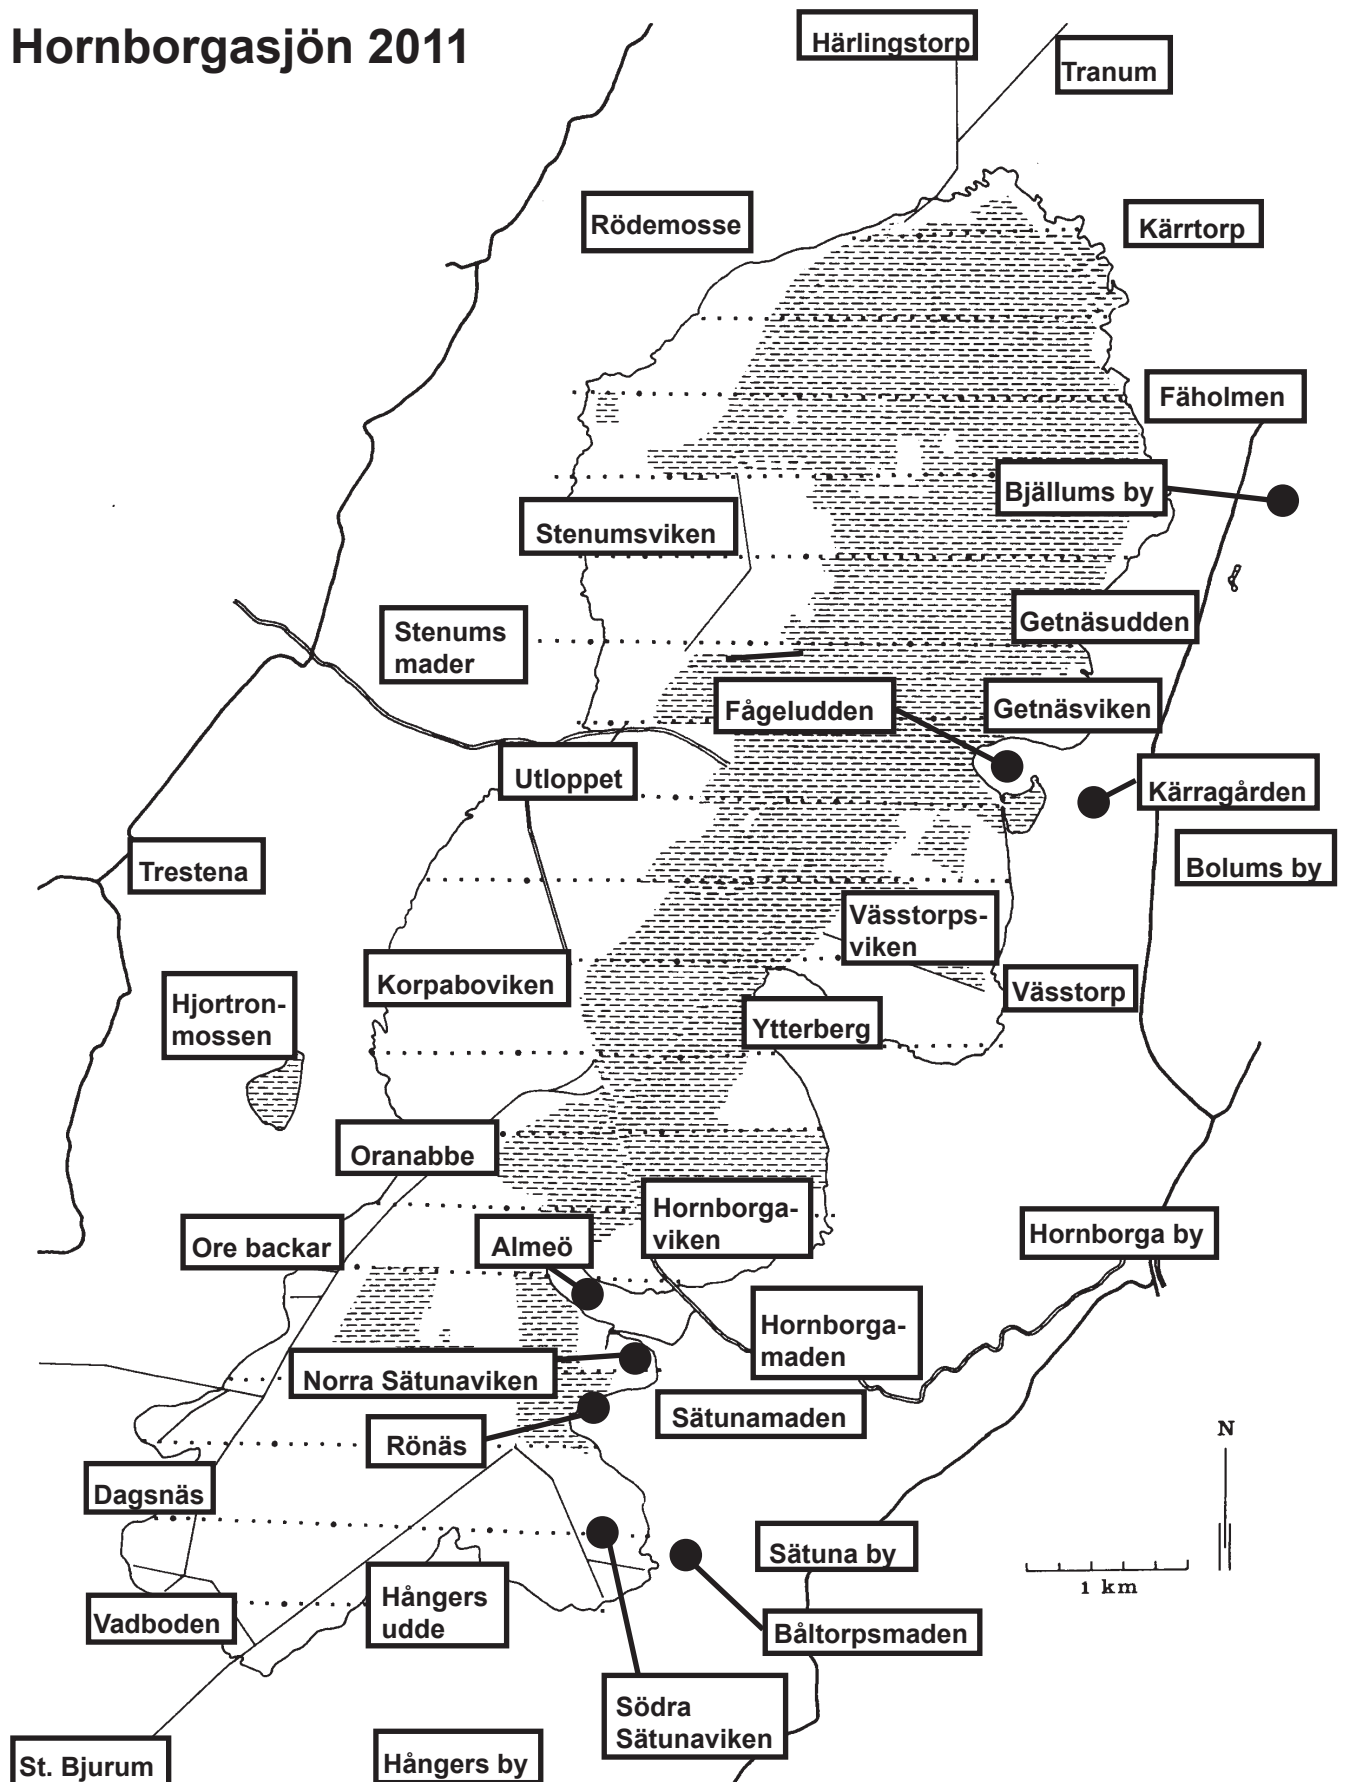 Hornborgasjön 2011
Härlingstorp
Tranum
Rödemosse
Kärrtorp
Fäholmen
Bjällums by
Stenumsviken
Getnäsudden
Stenums
mader
Fågeludden
Getnäsviken
Utloppet
Kärragården
Trestena
Bolums by
Vässtorps-
viken
Korpaboviken
Vässtorp
Hjortron-
mossen
Ytterberg
Oranabbe
Hornborga-
viken
Ore backar
Almeö
Hornborga by
Hornborga-
maden
Norra Sätunaviken
Sätunamaden
Rönäs
N
Dagsnäs
Sätuna by
1 km
Hångers
udde
Vadboden
Båltorpsmaden
Södra
Sätunaviken
St. Bjurum
Hångers by